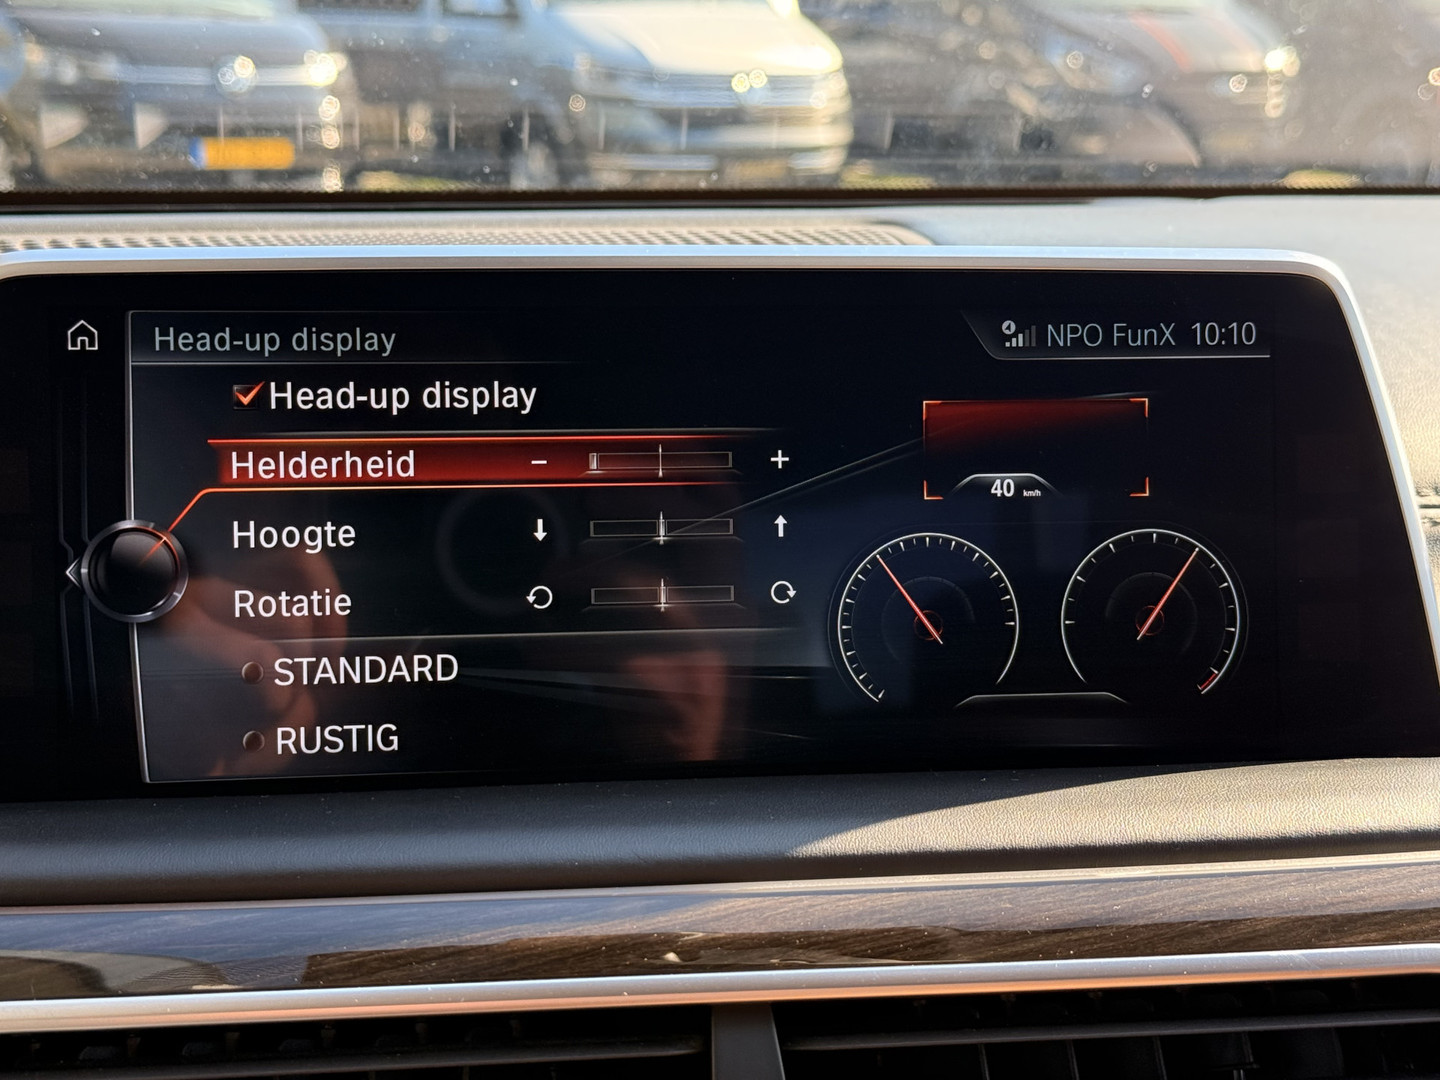 Head-up display
NPO FunX 10:10
Head-up display
Helderheid - +
Hoogte
Rotatie
STANDARD
RUSTIG
40 km/h